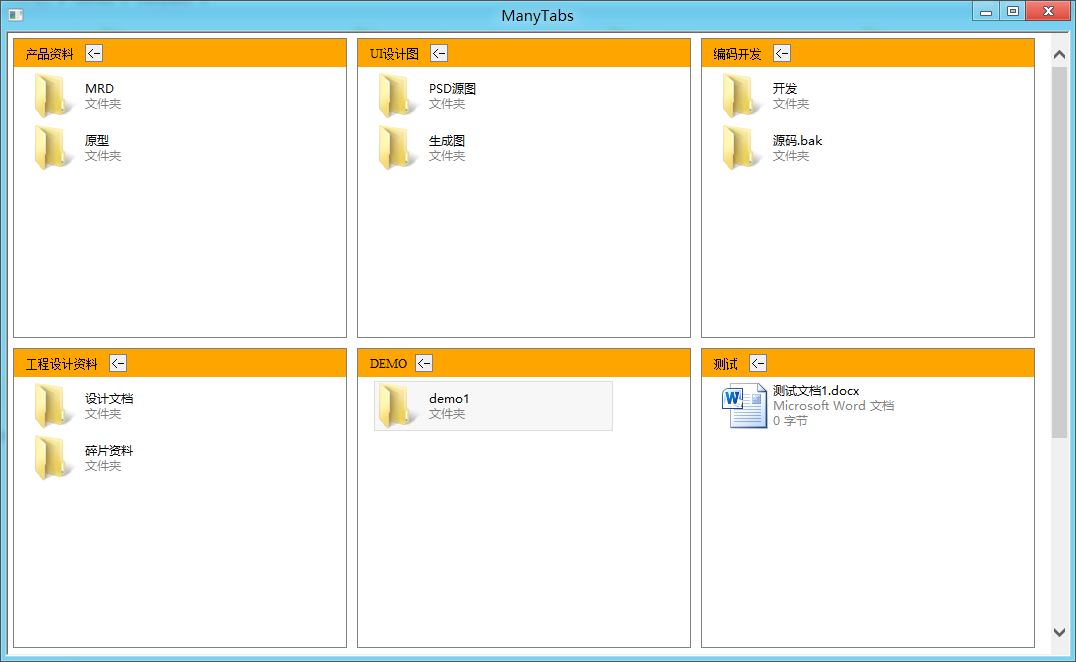 ManyTabs
产品资料
MRD
文件夹
原型
文件夹
UI设计图
PSD源图
文件夹
生成图
文件夹
编码开发
开发
文件夹
源码.bak
文件夹
工程设计资料
设计文档
文件夹
碎片资料
文件夹
DEMO
demo1
文件夹
测试
测试文档1.docx
Microsoft Word 文档
0 字节